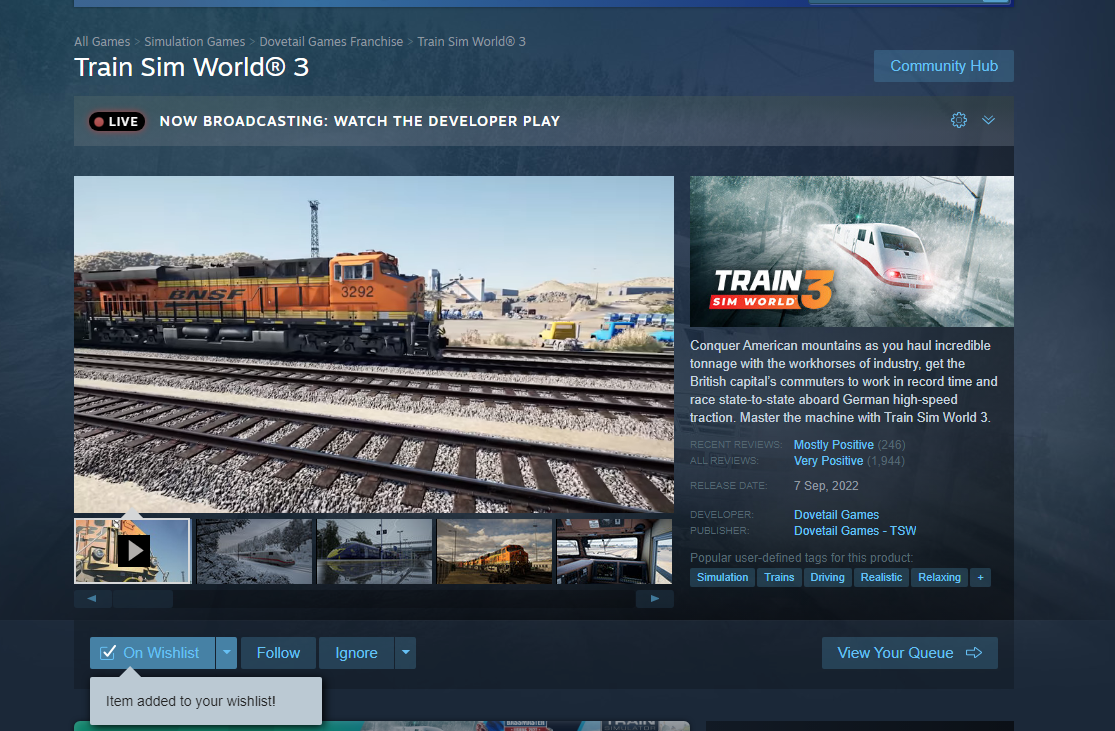 All Games > Simulation Games > Dovetail Games Franchise > Train Sim World® 3
Train Sim World® 3
Community Hub
LIVE
NOW BROADCASTING: WATCH THE DEVELOPER PLAY
BNSF
3292
TRAIN 3
SIM WORLD
Conquer American mountains as you haul incredible
tonnage with the workhorses of industry, get the
British capital's commuters to work in record time and
race state-to-state aboard German high-speed
traction. Master the machine with Train Sim World 3.
RECENT REVIEWS: Mostly Positive (246)
ALL REVIEWS: Very Positive (1,944)
RELEASE DATE: 7 Sep, 2022
DEVELOPER: Dovetail Games
PUBLISHER: Dovetail Games - TSW
Popular user-defined tags for this product:
Simulation Trains Driving Realistic Relaxing +
On Wishlist Follow Ignore View Your Queue
Item added to your wishlist!